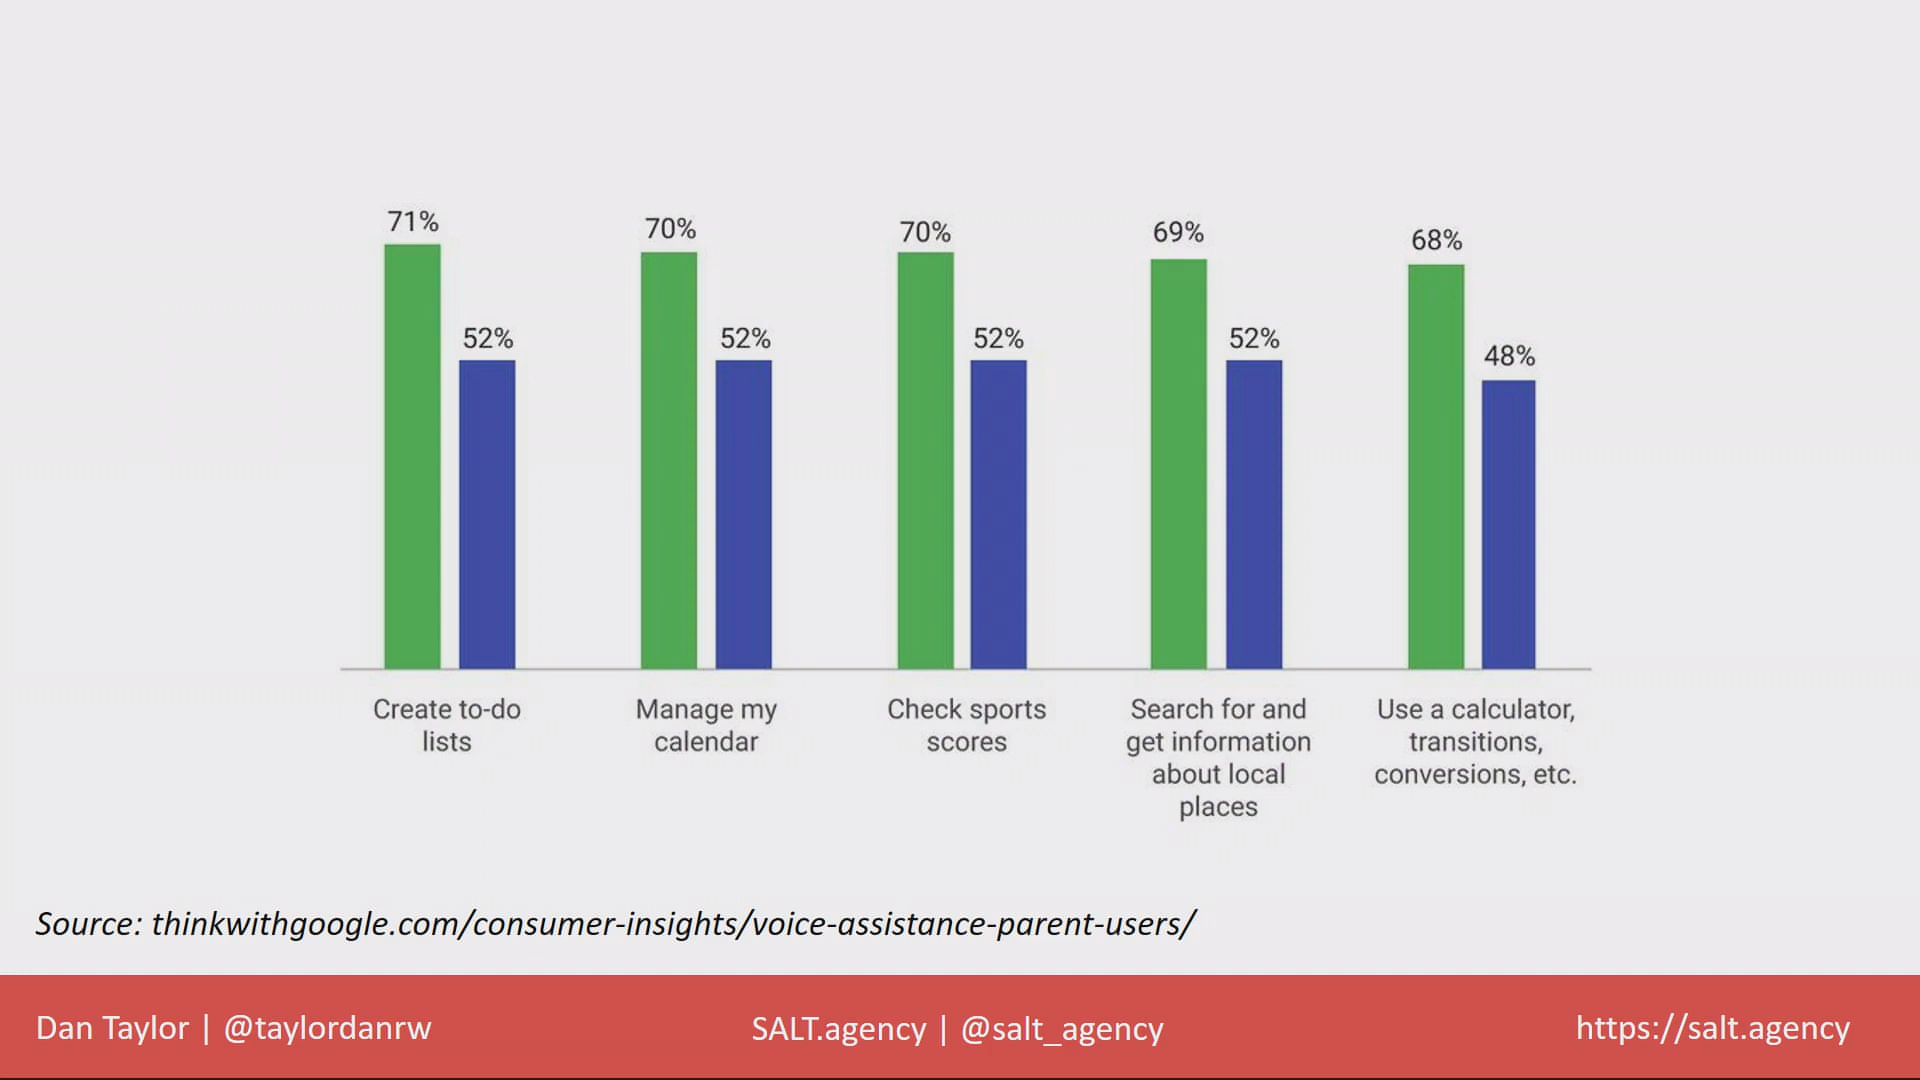 71%
52%
70%
52%
70%
52%
69%
52%
68%
48%
Create to-do
lists
Manage my
calendar
Check sports
scores
Search for and
get information
about local
places
Use a calculator,
transitions,
conversions, etc.
Source: thinkwithgoogle.com/consumer-insights/voice-assistance-parent-users/
Dan Taylor | @taylordanrw
SALT.agency | @salt_agency
https://salt.agency